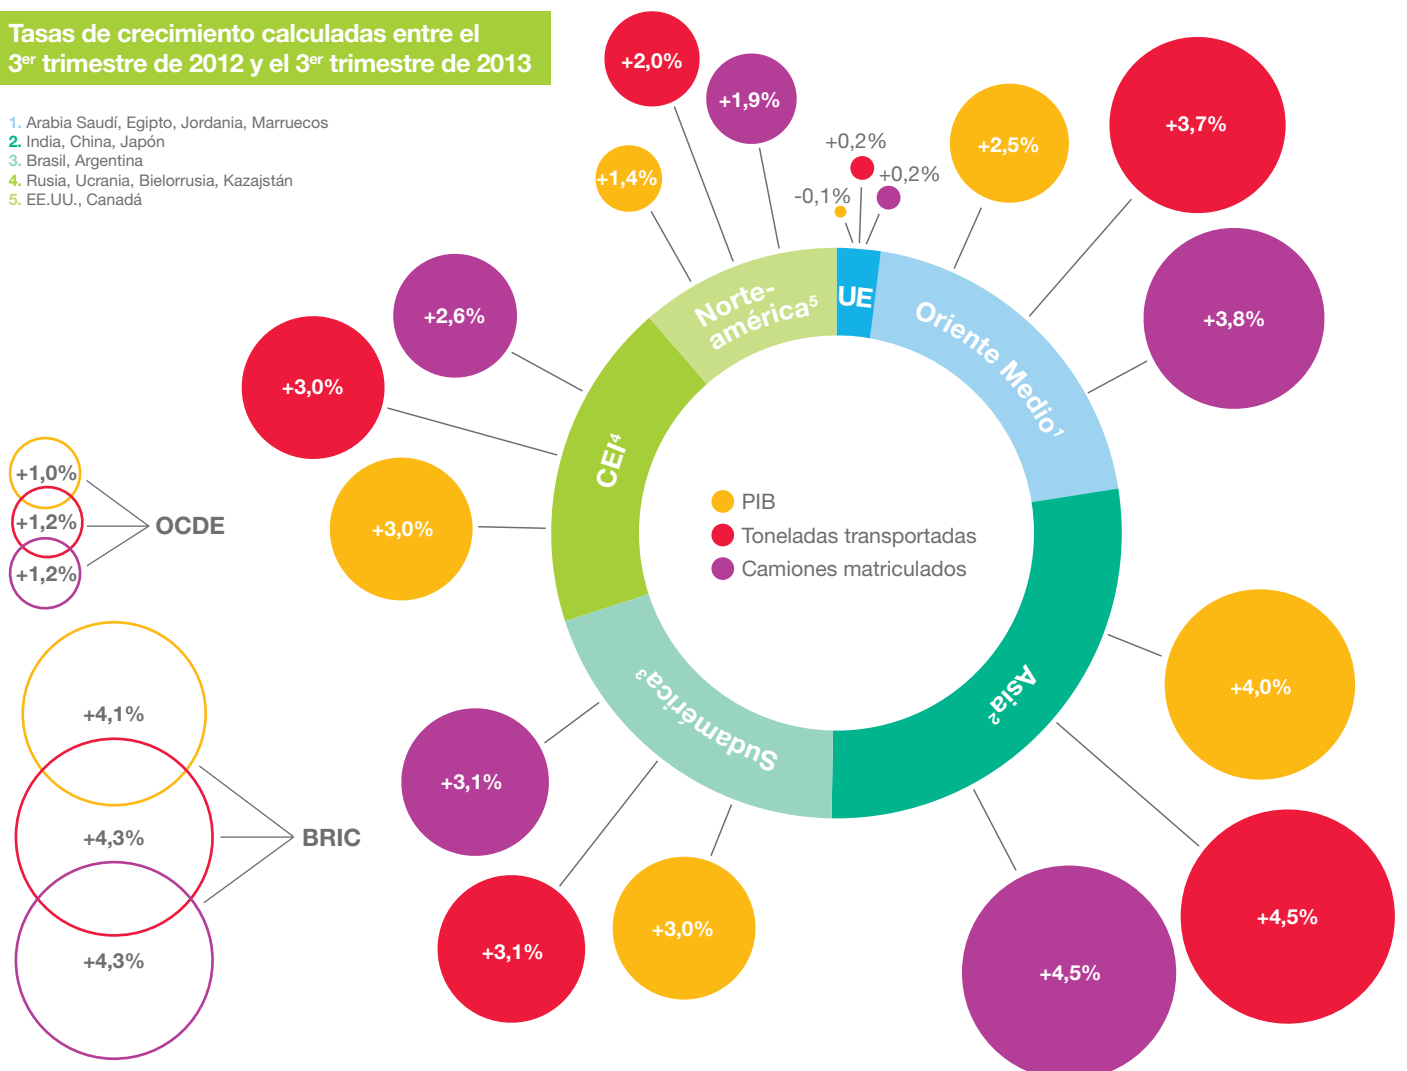 Tasas de crecimiento calculadas entre el
3er trimestre de 2012 y el 3er trimestre de 2013
1. Arabia Saudí, Egipto, Jordania, Marruecos
2. India, China, Japón
3. Brasil, Argentina
4. Rusia, Ucrania, Bielorrusia, Kazajstán
5. EE.UU., Canadá
+2,0%
+1,9%
+1,4%
+0,2%
+0,2%
-0,1%
+2,5%
+3,7%
+3,8%
+2,6%
+3,0%
+3,0%
Norte-
américa5
UE
Oriente Medio1
CEI4
Asia2
Sudamérica3
PIB
Toneladas transportadas
Camiones matriculados
+1,0%
+1,2%
+1,2%
OCDE
+4,1%
+4,3%
+4,3%
BRIC
+3,1%
+3,1%
+3,0%
+4,0%
+4,5%
+4,5%